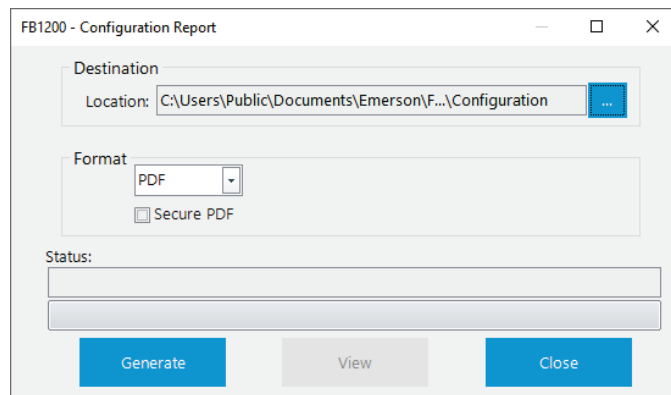 FB1200 - Configuration Report
Destination
Location: C:\Users\Public\Documents\Emerson\F...\Configuration ...
Format
PDF
Secure PDF
Status:
Generate View Close